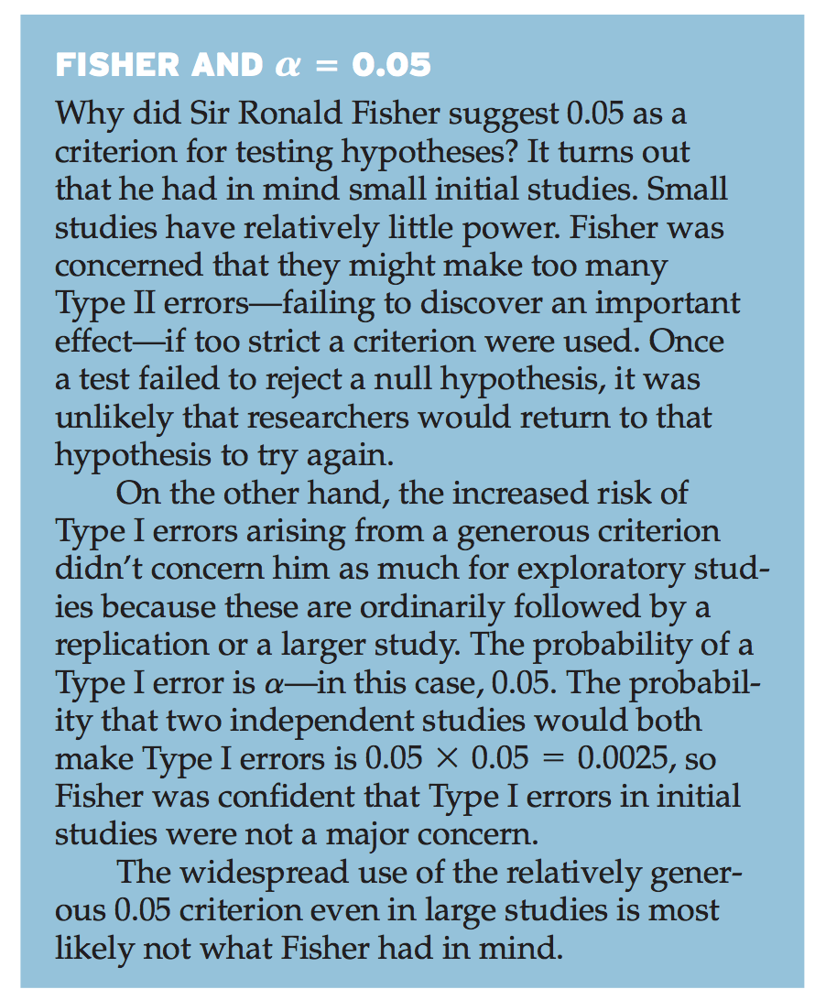 FISHER AND α = 0.05
Why did Sir Ronald Fisher suggest 0.05 as a
criterion for testing hypotheses? It turns out
that he had in mind small initial studies. Small
studies have relatively little power. Fisher was
concerned that they might make too many
Type II errors—failing to discover an important
effect—if too strict a criterion were used. Once
a test failed to reject a null hypothesis, it was
unlikely that researchers would return to that
hypothesis to try again.
On the other hand, the increased risk of
Type I errors arising from a generous criterion
didn’t concern him as much for exploratory stud-
ies because these are ordinarily followed by a
replication or a larger study. The probability of a
Type I error is α—in this case, 0.05. The probabil-
ity that two independent studies would both
make Type I errors is 0.05 × 0.05 = 0.0025, so
Fisher was confident that Type I errors in initial
studies were not a major concern.
The widespread use of the relatively gener-
ous 0.05 criterion even in large studies is most
likely not what Fisher had in mind.